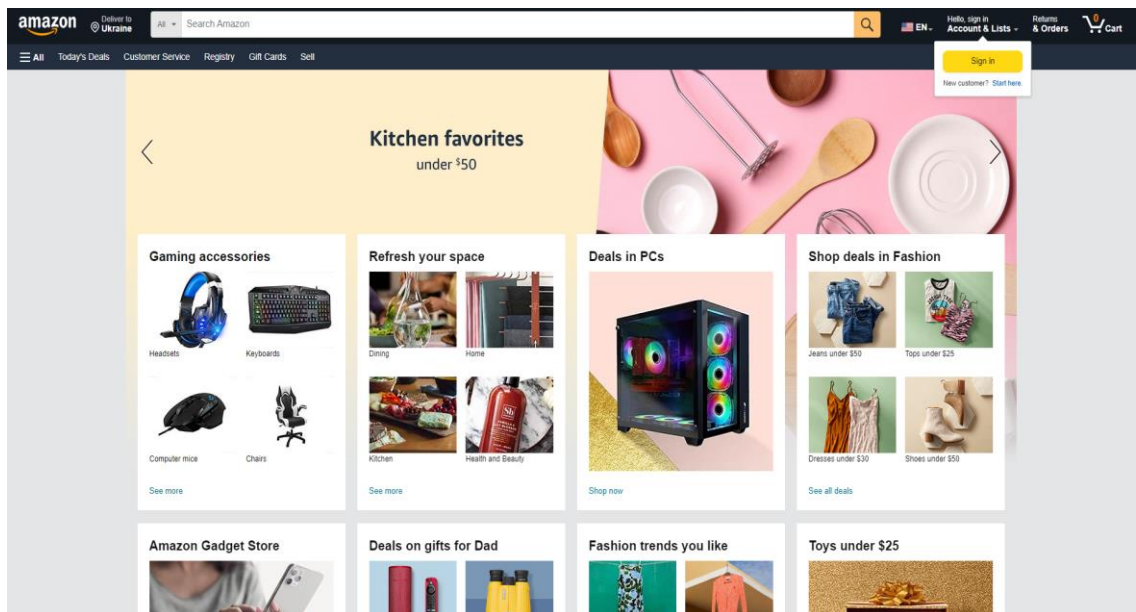 amazon
Deliver to
Ukraine
All
Search Amazon
EN
Hello, sign in
Account & Lists
Returns
& Orders
0
Cart
All
Today's Deals
Customer Service
Registry
Gift Cards
Sell
Sign in
New customer? Start here.
Kitchen favorites
under $50
Gaming accessories
Headsets
Keyboards
Computer mice
Chairs
See more
Refresh your space
Dining
Home
Kitchen
Health and Beauty
See more
Deals in PCs
Shop now
Shop deals in Fashion
Jeans under $50
Tops under $25
Dresses under $30
Shoes under $50
See all deals
Amazon Gadget Store
Deals on gifts for Dad
Fashion trends you like
Toys under $25